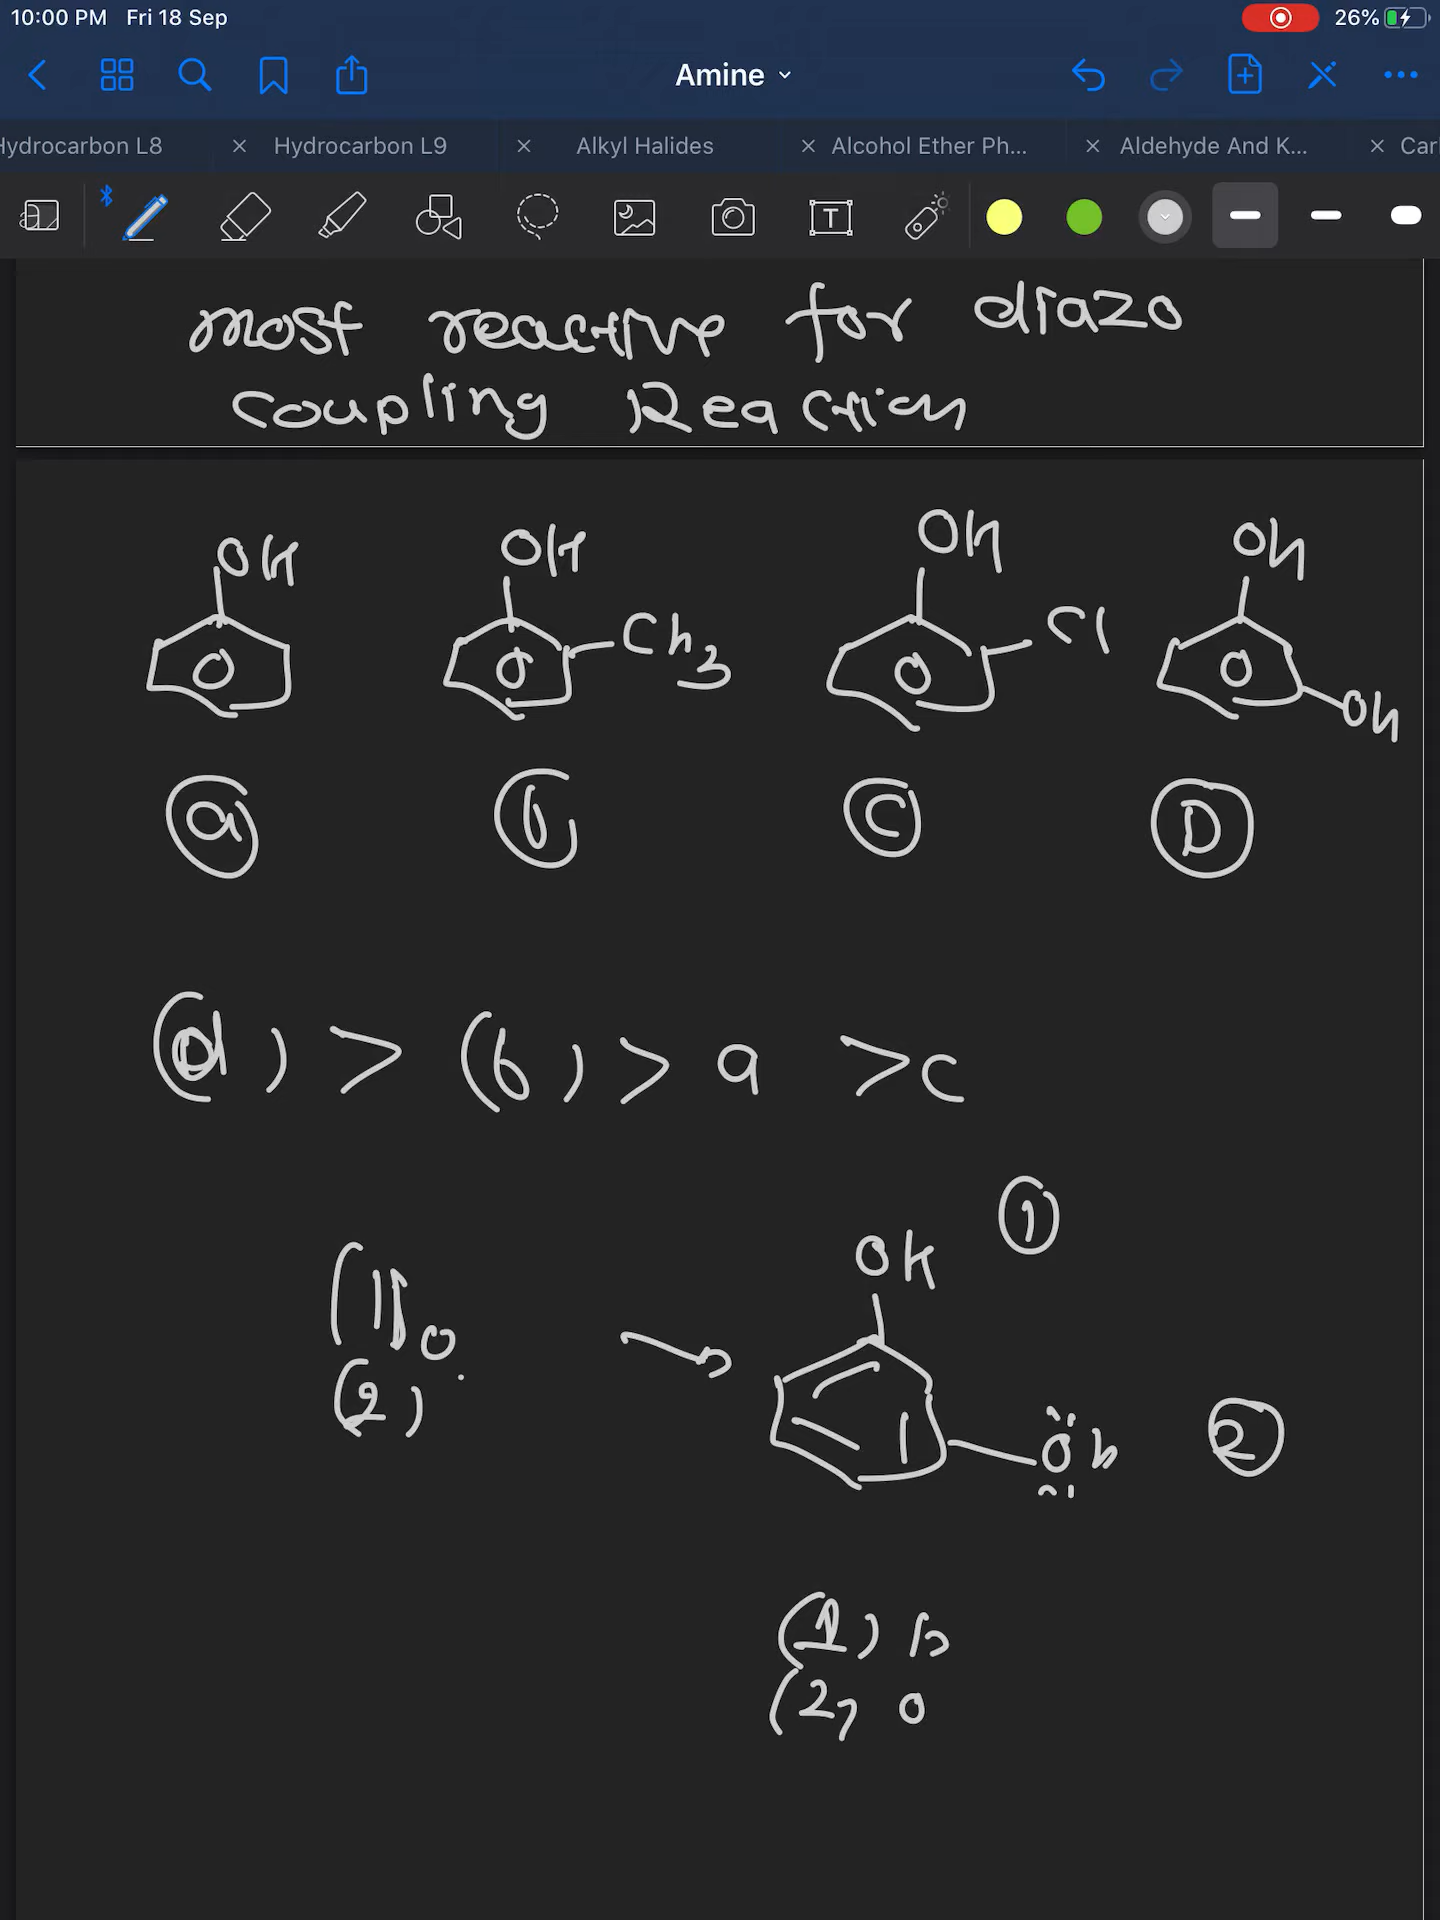 10:00 PM Fri 18 Sep 26%
Amine
Hydrocarbon L8 Hydrocarbon L9 Alkyl Halides Alcohol Ether Ph... Aldehyde And K... Car
most reactive for diazo
coupling Reaction
OH OH OH OH
CH3 Cl OH
a b C D
(d) > (b) > a > c
1
OH
(2)
OH 2
(1)
(2) o